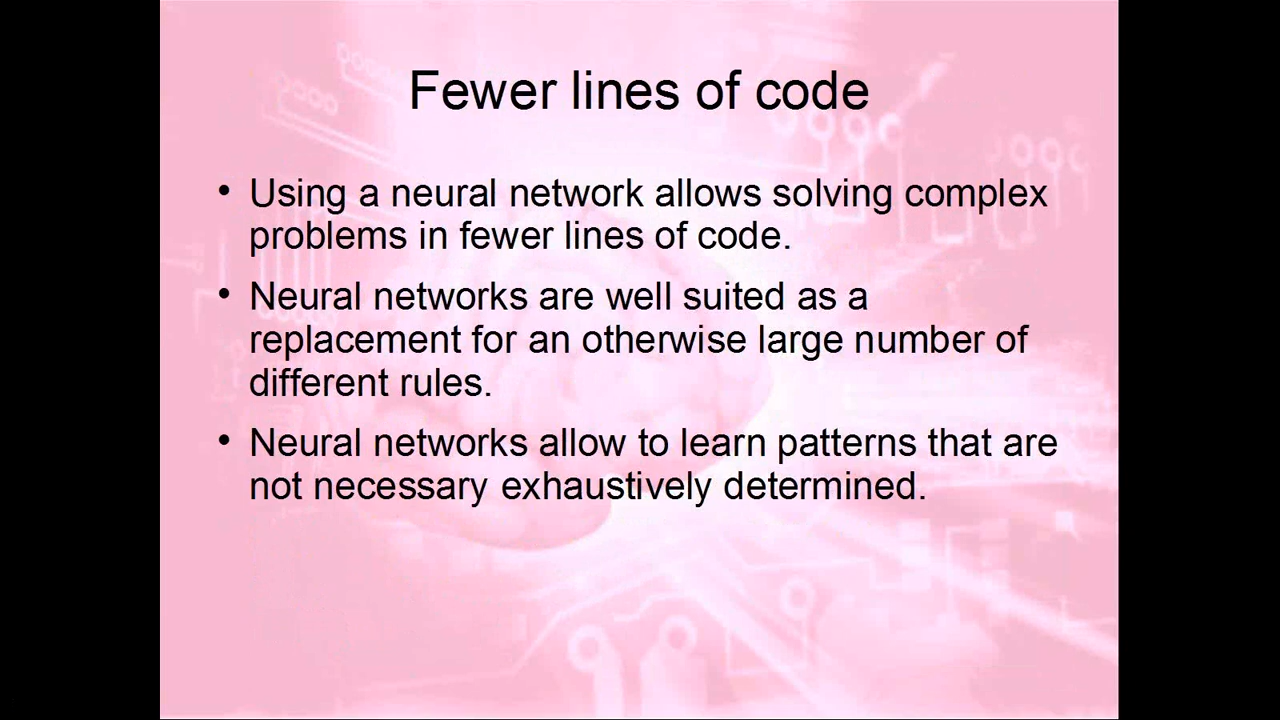 Fewer lines of code
• Using a neural network allows solving complex
problems in fewer lines of code.
• Neural networks are well suited as a
replacement for an otherwise large number of
different rules.
• Neural networks allow to learn patterns that are
not necessary exhaustively determined.